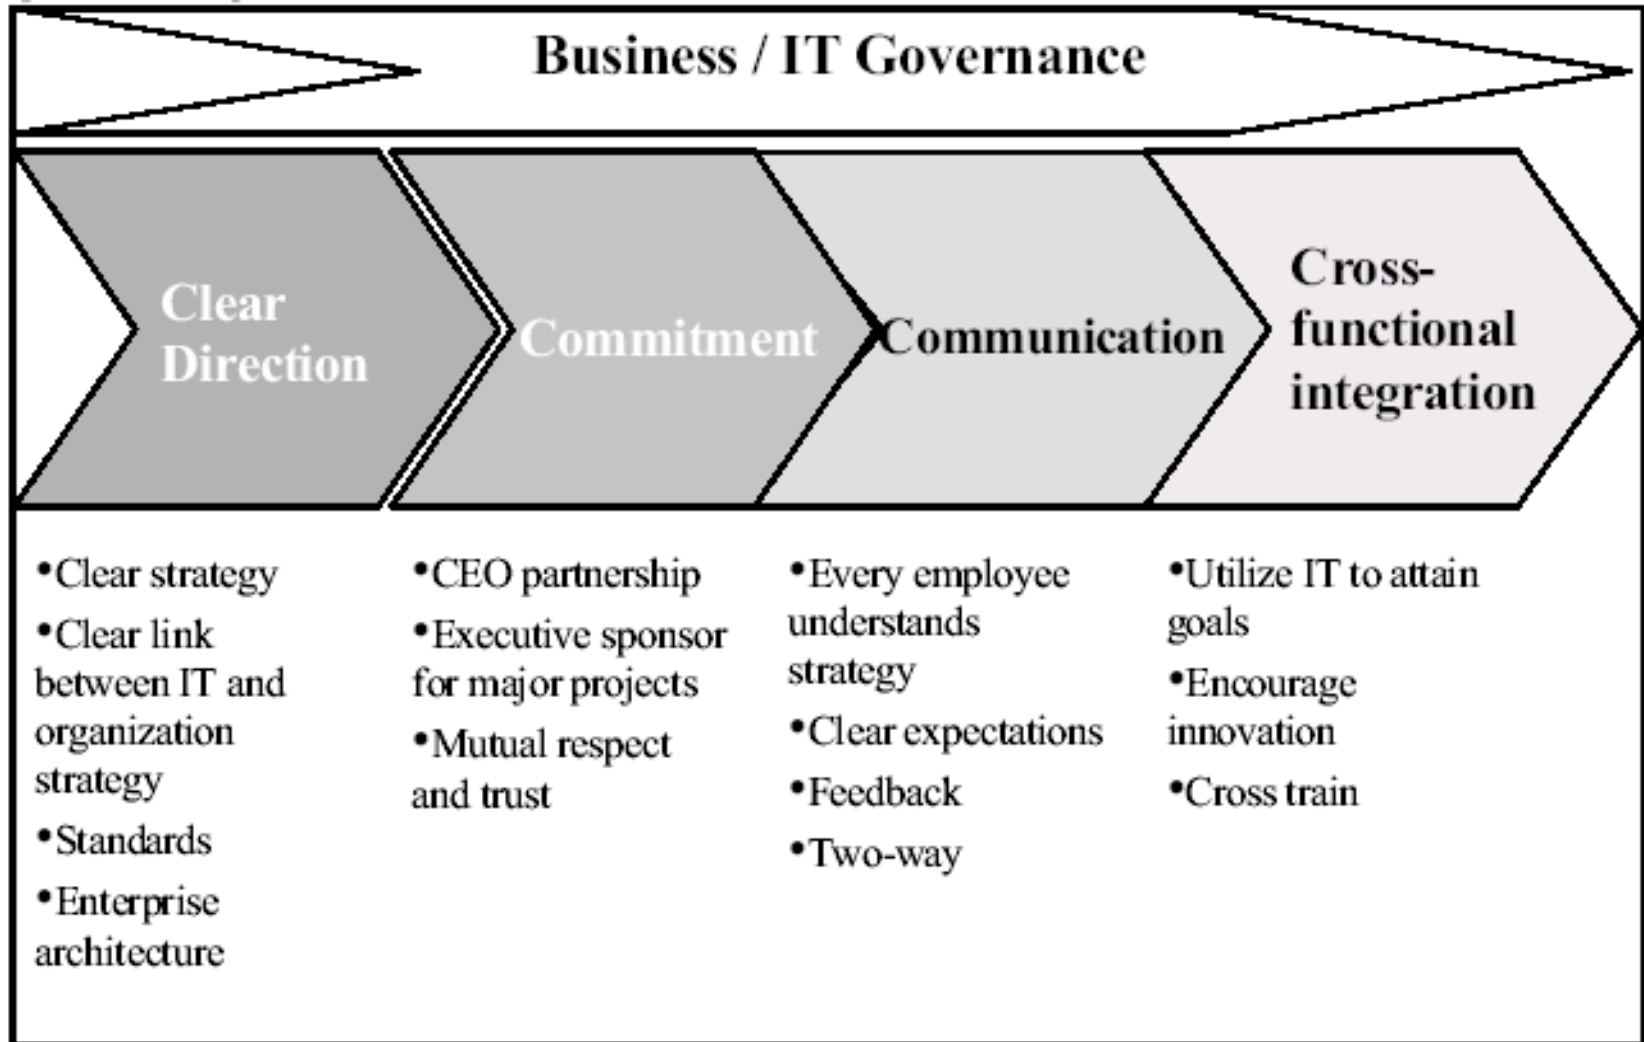 Business / IT Governance
Clear
Direction
Commitment
Communication
Cross-
functional
integration
•Clear strategy
•Clear link
between IT and
organization
strategy
•Standards
•Enterprise
architecture
•CEO partnership
•Executive sponsor
for major projects
•Mutual respect
and trust
•Every employee
understands
strategy
•Clear expectations
•Feedback
•Two-way
•Utilize IT to attain
goals
•Encourage
innovation
•Cross train